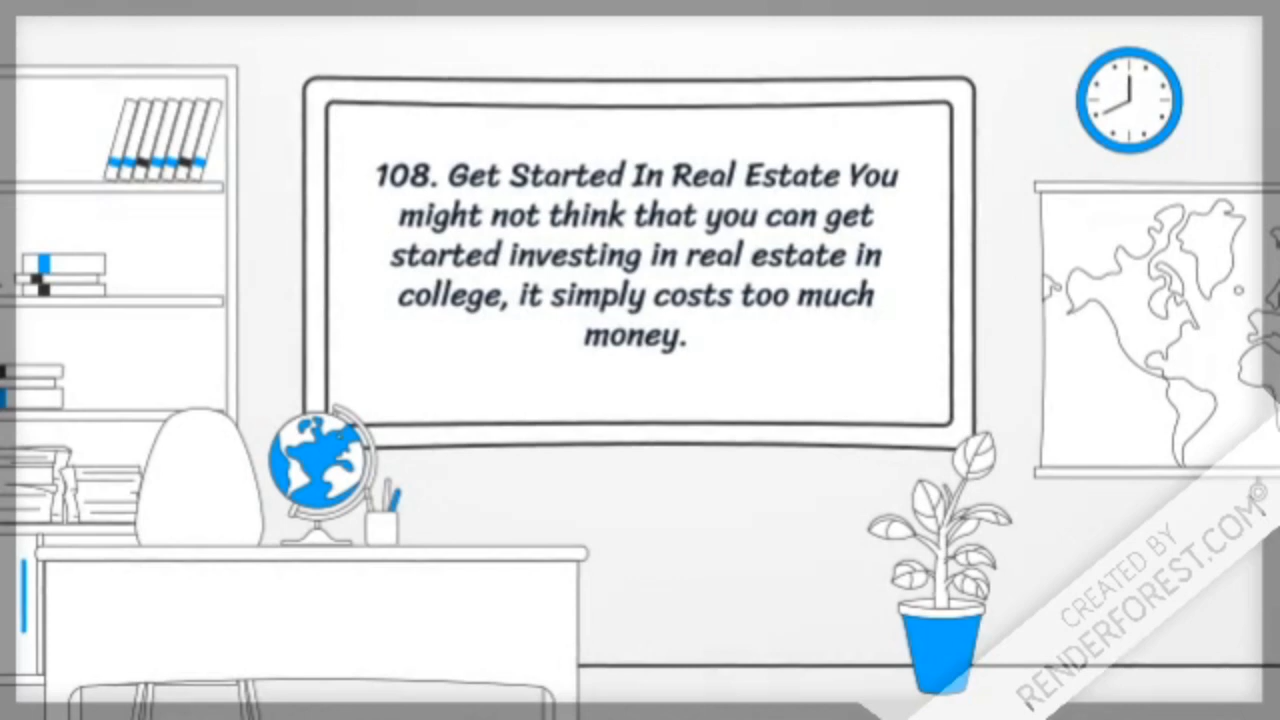 108. Get Started In Real Estate You
might not think that you can get
started investing in real estate in
college, it simply costs too much
money.
CREATED BY
RENDERFOREST.COM